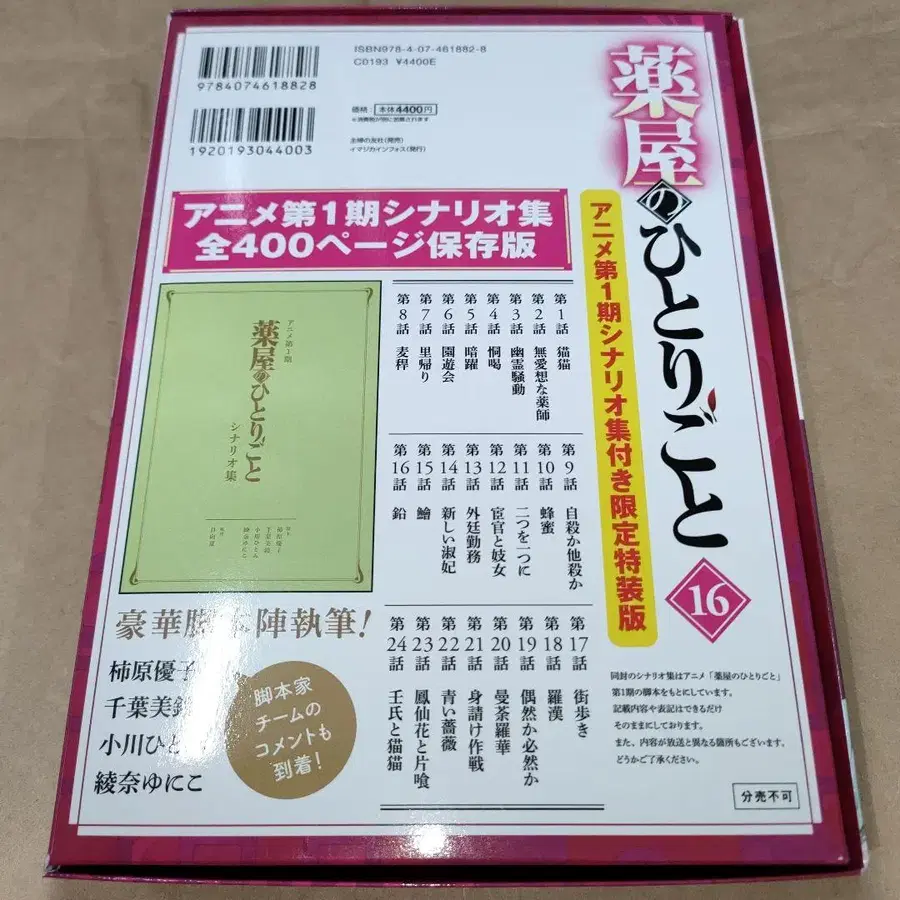 ISBN978-4-07-461882-8
C0193 ¥4400E
9784074618828
価格: 本体4400円
※消費税が別に加算されます
1920193044003
主婦の友社(発売)
イマジカインフォス(発行)
薬屋のひとりごと
16
アニメ第1期シナリオ集付き限定特装版
アニメ第1期シナリオ集
全400ページ保存版
第1話 猫猫
第2話 無愛想な薬師
第3話 幽霊騒動
第4話 恫喝
第5話 暗躍
第6話 園遊会
第7話 里帰り
第8話 麦稈
第9話 自殺か他殺か
第10話 蜂蜜
第11話 二つを一つに
第12話 宦官と妓女
第13話 外廷勤務
第14話 新しい淑妃
第15話 鱠
第16話 鉛
第17話 街歩き
第18話 羅漢
第19話 偶然か必然か
第20話 曼荼羅華
第21話 身請け作戦
第22話 青い薔薇
第23話 鳳仙花と片喰
第24話 壬氏と猫猫
アニメ第1期
薬屋のひとりごと
シナリオ集
豪華脚本陣執筆!
柿原優子
千葉美鈴
小川ひとみ
綾奈ゆにこ
脚本家
チームの
コメントも
到着!
同封のシナリオ集はアニメ「薬屋のひとりごと」
第1期の脚本をもとにしています。
記載内容や表記はできるだけ
そのままにしております。
また、内容が放送と異なる箇所もございます。
どうかご了承ください。
分売不可